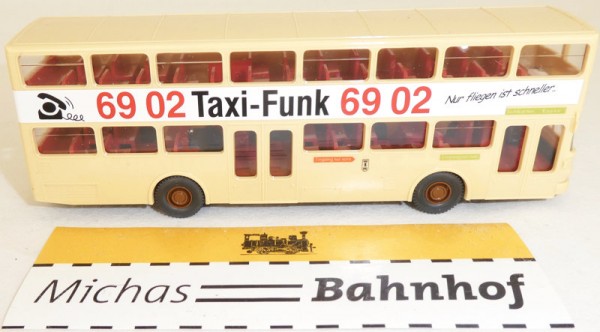 69 02 Taxi-Funk 69 02 Nur fliegen ist schneller.
Michas Bahnhof